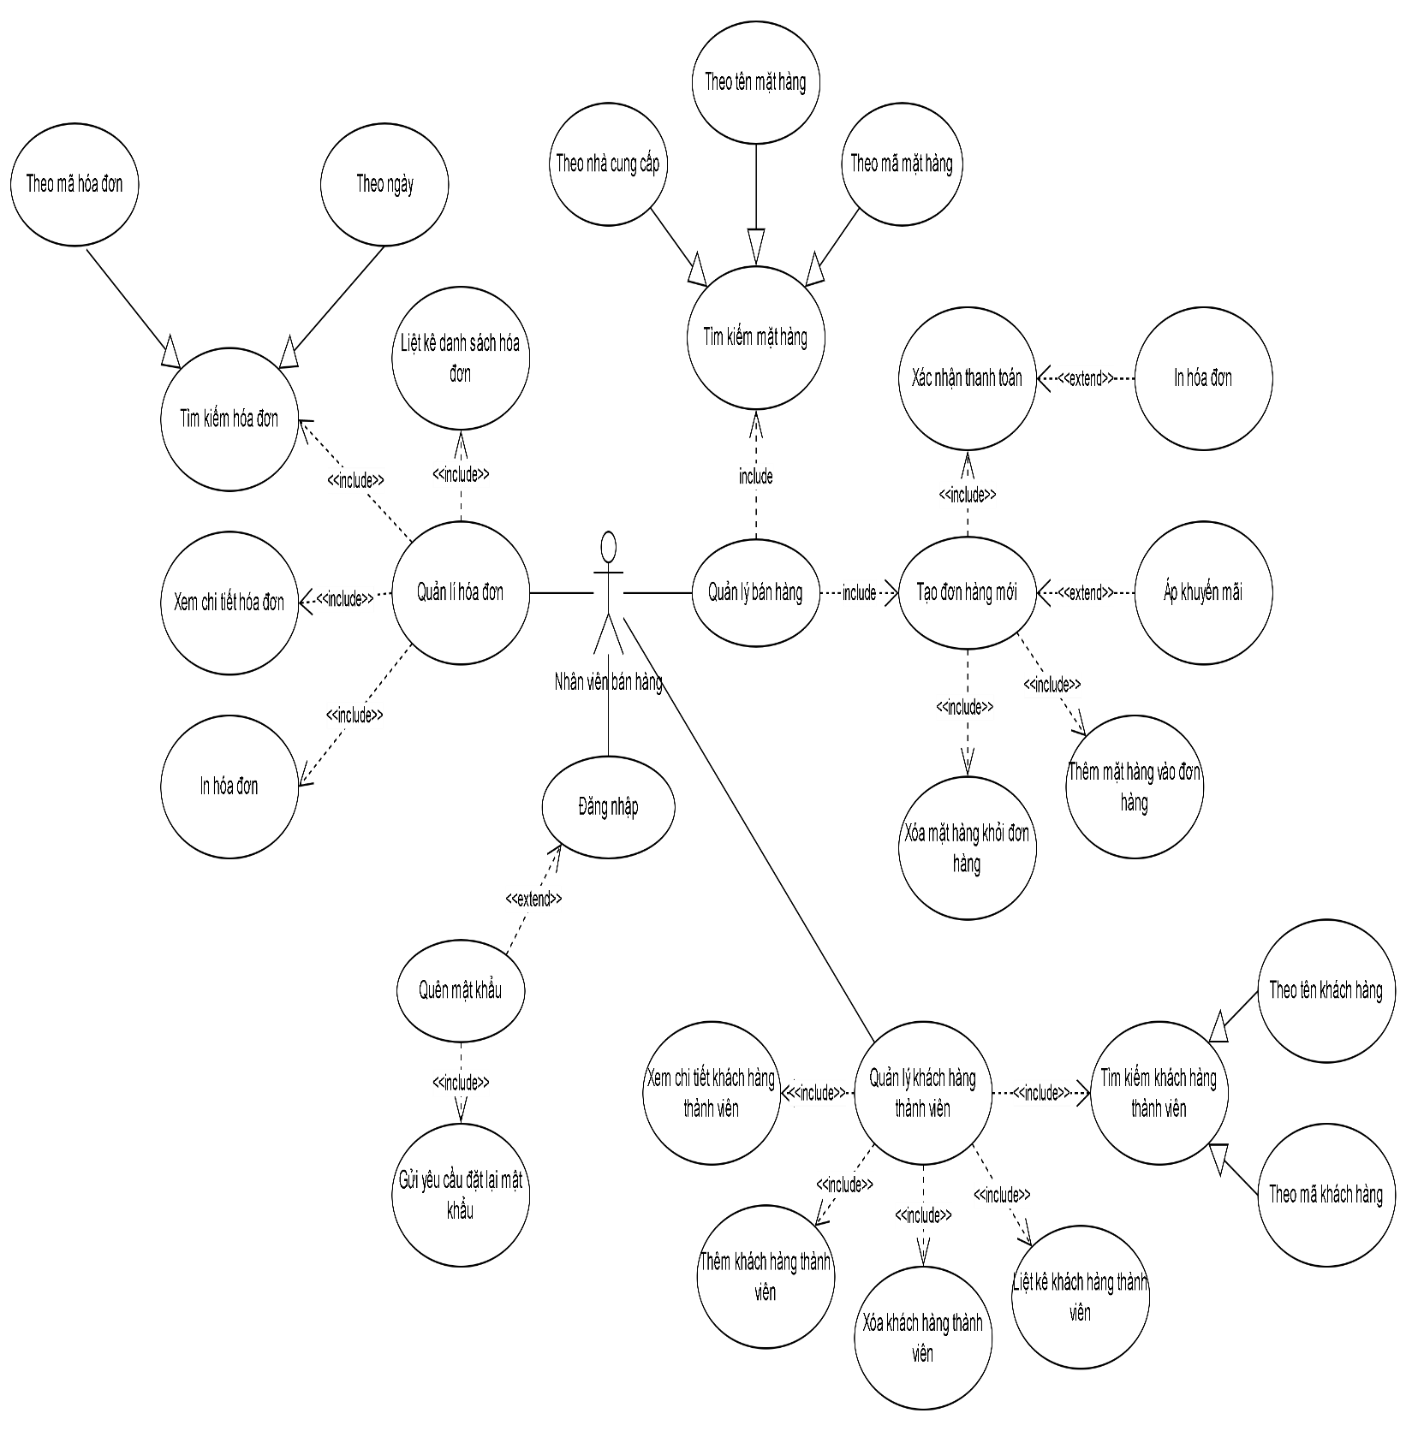 Theo tên mặt hàng
Theo nhà cung cấp
Theo mã mặt hàng
Theo mã hóa đơn
Theo ngày
Liệt kê danh sách hóa
đơn
Tìm kiếm mặt hàng
Xác nhận thanh toán
<<extend>>
In hóa đơn
Tìm kiếm hóa đơn
<<include>>
<<include>>
include
<<include>>
Xem chi tiết hóa đơn
<<include>>
Quản lí hóa đơn
Quản lý bán hàng
include
Tạo đơn hàng mới
<<extend>>
Áp khuyến mãi
Nhân viên bán hàng
<<include>>
<<include>>
<<include>>
In hóa đơn
Đăng nhập
Thêm mặt hàng vào đơn
hàng
Xóa mặt hàng khỏi đơn
hàng
<<extend>>
Quên mật khẩu
Theo tên khách hàng
<<include>>
Xem chi tiết khách hàng
thành viên
<<include>>
Quản lý khách hàng
thành viên
<<include>>
Tìm kiếm khách hàng
thành viên
Gửi yêu cầu đặt lại mật
khẩu
<<include>>
<<include>>
<<include>>
Theo mã khách hàng
Thêm khách hàng thành
viên
Xóa khách hàng thành
viên
Liệt kê khách hàng thành
viên